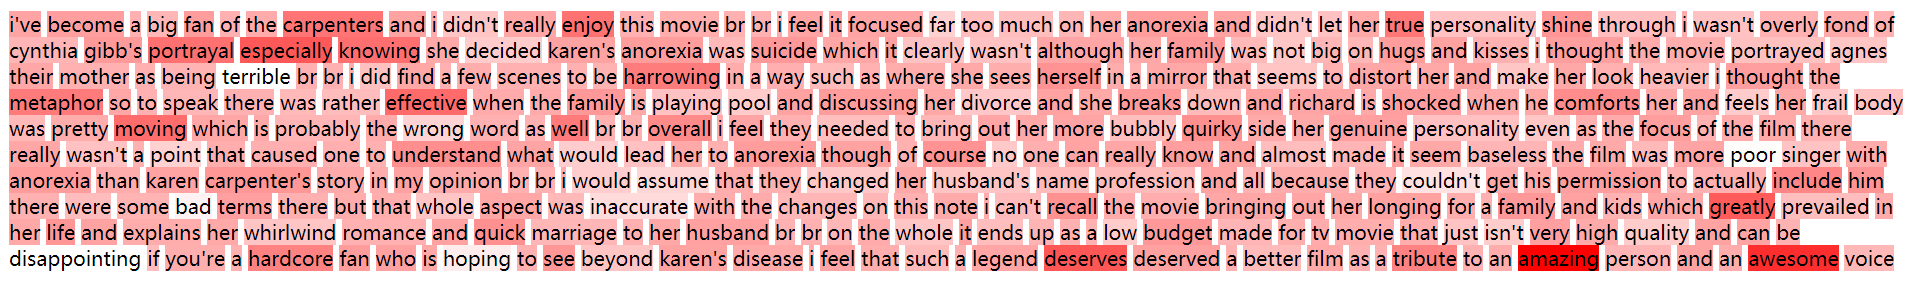 i've become a big fan of the carpenters and i didn't really enjoy this movie br br i feel it focused far too much on her anorexia and didn't let her true personality shine through i wasn't overly fond of
cynthia gibb's portrayal especially knowing she decided karen's anorexia was suicide which it clearly wasn't although her family was not big on hugs and kisses i thought the movie portrayed agnes
their mother as being terrible br br i did find a few scenes to be harrowing in a way such as where she sees herself in a mirror that seems to distort her and make her look heavier i thought the
metaphor so to speak there was rather effective when the family is playing pool and discussing her divorce and she breaks down and richard is shocked when he comforts her and feels her frail body
was pretty moving which is probably the wrong word as well br br overall i feel they needed to bring out her more bubbly quirky side her genuine personality even as the focus of the film there
really wasn't a point that caused one to understand what would lead her to anorexia though of course no one can really know and almost made it seem baseless the film was more poor singer with
anorexia than karen carpenter's story in my opinion br br i would assume that they changed her husband's name profession and all because they couldn't get his permission to actually include him
there were some bad terms there but that whole aspect was inaccurate with the changes on this note i can't recall the movie bringing out her longing for a family and kids which greatly prevailed in
her life and explains her whirlwind romance and quick marriage to her husband br br on the whole it ends up as a low budget made for tv movie that just isn't very high quality and can be
disappointing if you're a hardcore fan who is hoping to see beyond karen's disease i feel that such a legend deserves deserved a better film as a tribute to an amazing person and an awesome voice